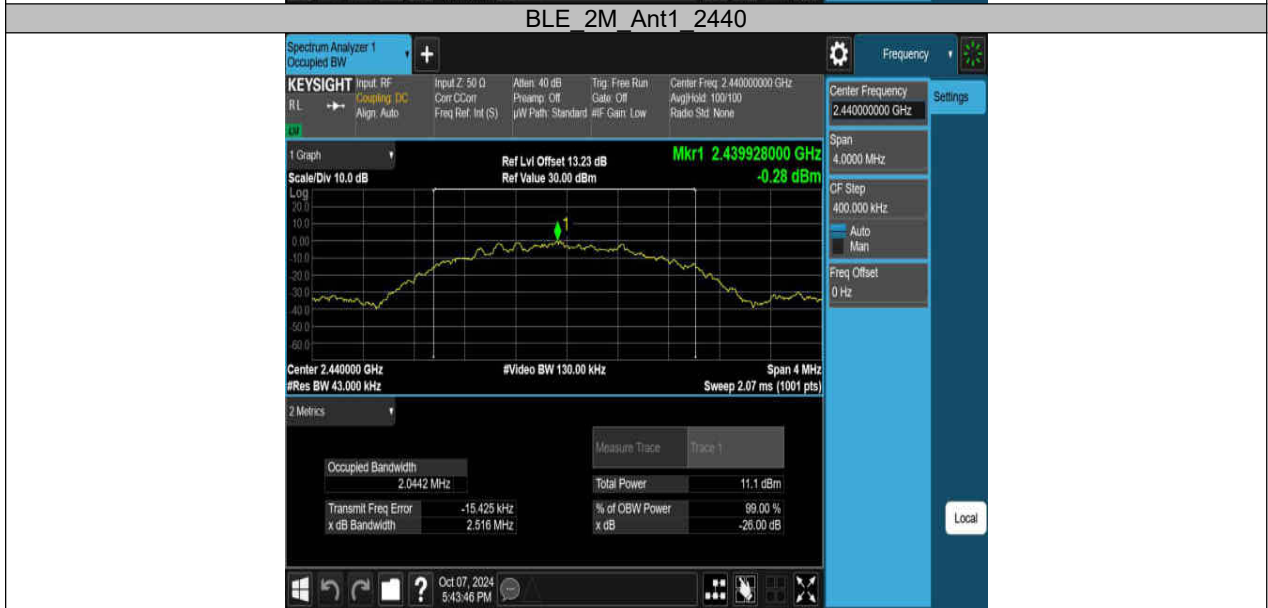 BLE_2M_Ant1_2440
Spectrum Analyzer 1
Occupied BW
+
Frequency
KEYSIGHT
RL
LM
Input: RF
Coupling: DC
Align: Auto
Input Z: 50 Ω
Corr CCorr
Freq Ref: Int (S)
Atten: 40 dB
Preamp: Off
µW Path: Standard
Trig: Free Run
Gate: Off
#IF Gain: Low
Center Freq: 2.440000000 GHz
Avg|Hold: 100/100
Radio Std: None
Center Frequency
2.440000000 GHz
Settings
Span
4.0000 MHz
CF Step
400.000 kHz
Auto
Man
Freq Offset
0 Hz
1 Graph
Scale/Div 10.0 dB
Ref Lvl Offset 13.23 dB
Ref Value 30.00 dBm
Mkr1 2.439928000 GHz
-0.28 dBm
Log
20.0
10.0
0.00
-10.0
-20.0
-30.0
-40.0
-50.0
-60.0
1
Center 2.440000 GHz
#Res BW 43.000 kHz
#Video BW 130.00 kHz
Span 4 MHz
Sweep 2.07 ms (1001 pts)
2 Metrics
Measure Trace
Trace 1
Occupied Bandwidth
2.0442 MHz
Total Power
11.1 dBm
Transmit Freq Error
-15.425 kHz
% of OBW Power
99.00 %
x dB Bandwidth
2.516 MHz
x dB
-26.00 dB
Local
?
Oct 07, 2024
5:43:46 PM